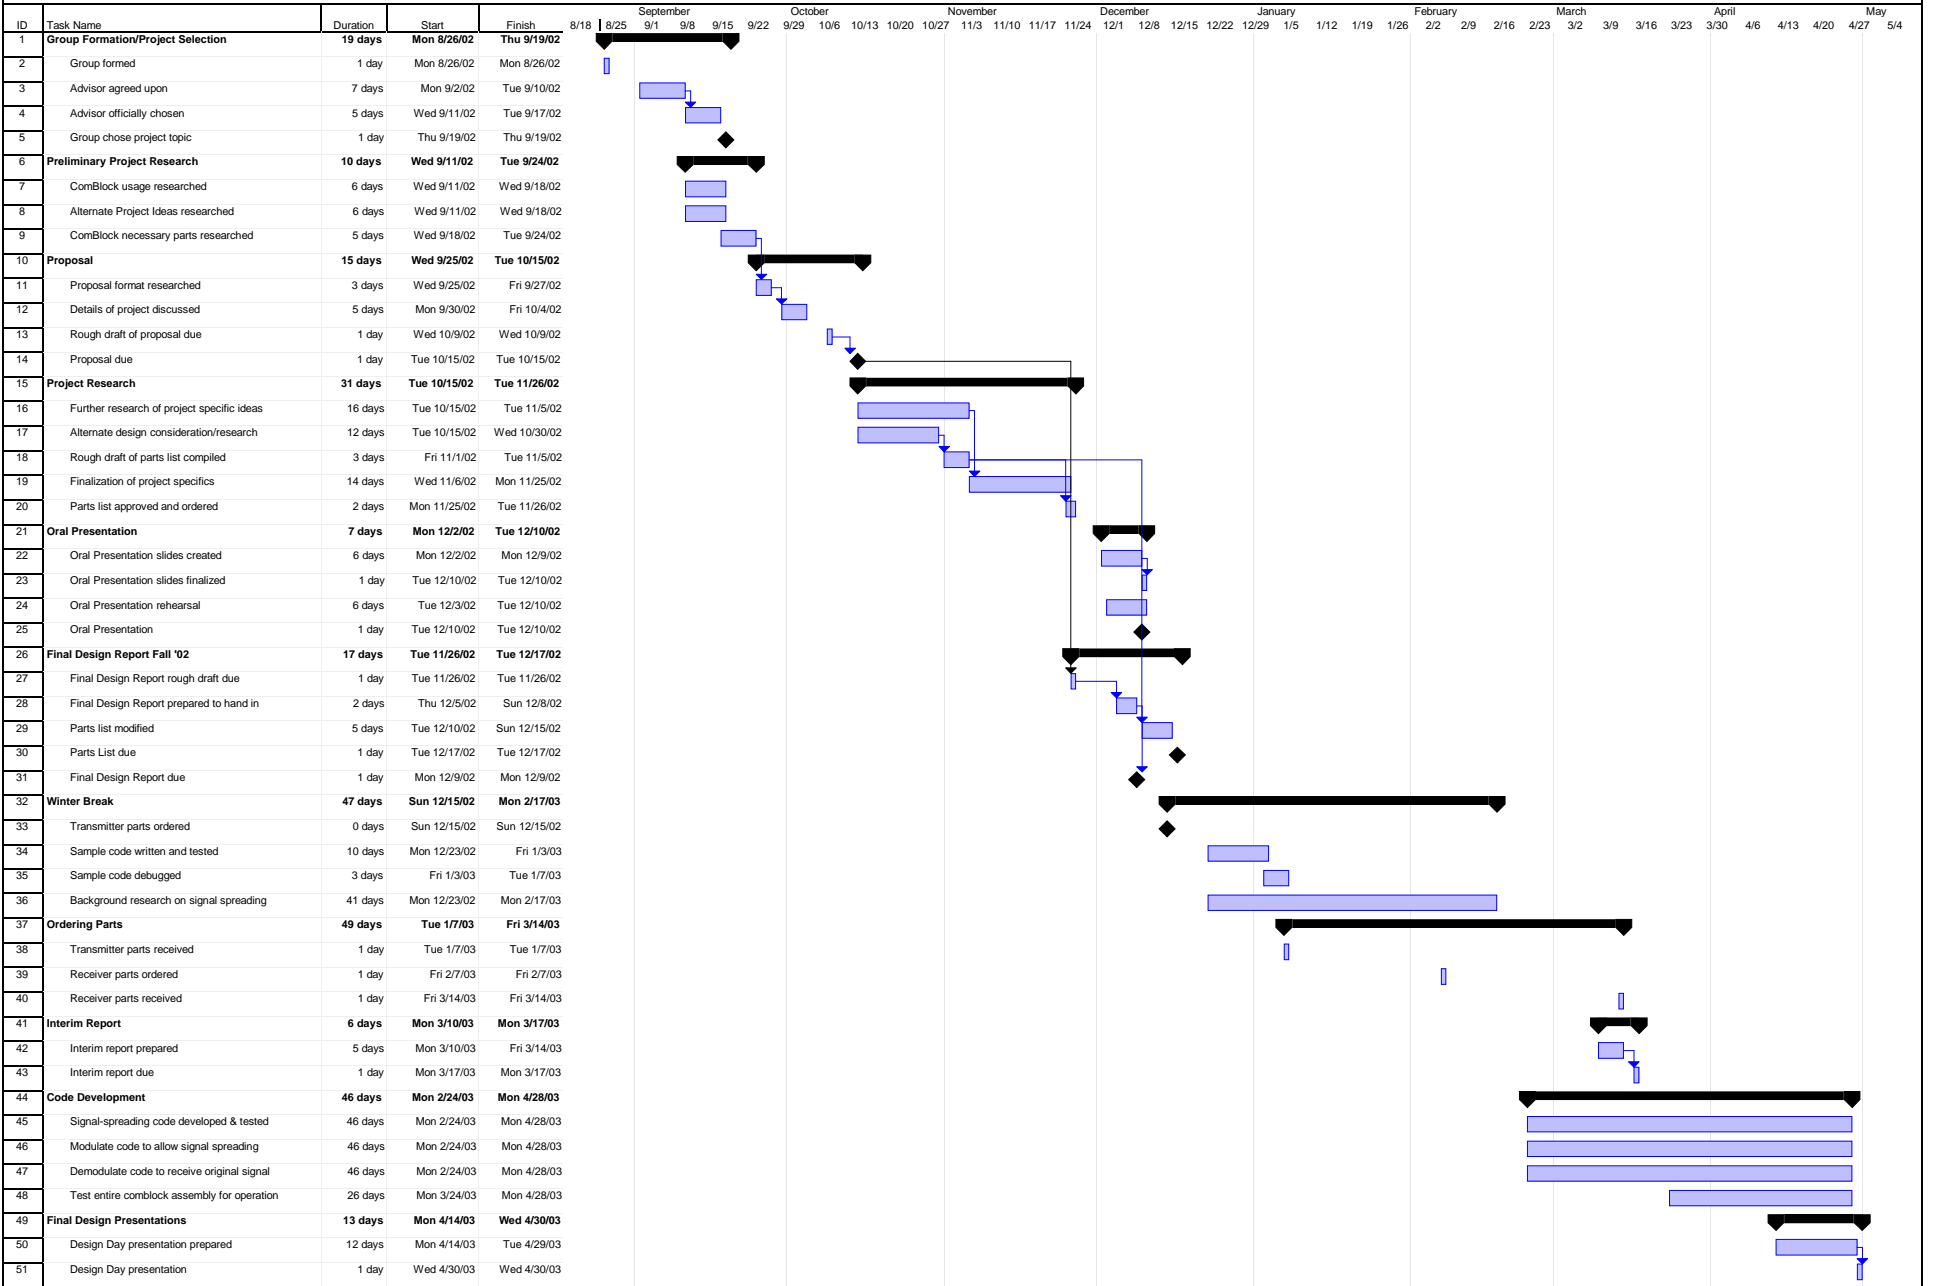 September October November December January February March April May
ID Task Name Duration Start Finish 8/18 8/25 9/1 9/8 9/15 9/22 9/29 10/6 10/13 10/20 10/27 11/3 11/10 11/17 11/24 12/1 12/8 12/15 12/22 12/29 1/5 1/12 1/19 1/26 2/2 2/9 2/16 2/23 3/2 3/9 3/16 3/23 3/30 4/6 4/13 4/20 4/27 5/4
1 Group Formation/Project Selection 19 days Mon 8/26/02 Thu 9/19/02
2 Group formed 1 day Mon 8/26/02 Mon 8/26/02
3 Advisor agreed upon 7 days Mon 9/2/02 Tue 9/10/02
4 Advisor officially chosen 5 days Wed 9/11/02 Tue 9/17/02
5 Group chose project topic 1 day Thu 9/19/02 Thu 9/19/02
6 Preliminary Project Research 10 days Wed 9/11/02 Tue 9/24/02
7 ComBlock usage researched 6 days Wed 9/11/02 Wed 9/18/02
8 Alternate Project Ideas researched 6 days Wed 9/11/02 Wed 9/18/02
9 ComBlock necessary parts researched 5 days Wed 9/18/02 Tue 9/24/02
10 Proposal 15 days Wed 9/25/02 Tue 10/15/02
11 Proposal format researched 3 days Wed 9/25/02 Fri 9/27/02
12 Details of project discussed 5 days Mon 9/30/02 Fri 10/4/02
13 Rough draft of proposal due 1 day Wed 10/9/02 Wed 10/9/02
14 Proposal due 1 day Tue 10/15/02 Tue 10/15/02
15 Project Research 31 days Tue 10/15/02 Tue 11/26/02
16 Further research of project specific ideas 16 days Tue 10/15/02 Tue 11/5/02
17 Alternate design consideration/research 12 days Tue 10/15/02 Wed 10/30/02
18 Rough draft of parts list compiled 3 days Fri 11/1/02 Tue 11/5/02
19 Finalization of project specifics 14 days Wed 11/6/02 Mon 11/25/02
20 Parts list approved and ordered 2 days Mon 11/25/02 Tue 11/26/02
21 Oral Presentation 7 days Mon 12/2/02 Tue 12/10/02
22 Oral Presentation slides created 6 days Mon 12/2/02 Mon 12/9/02
23 Oral Presentation slides finalized 1 day Tue 12/10/02 Tue 12/10/02
24 Oral Presentation rehearsal 6 days Tue 12/3/02 Tue 12/10/02
25 Oral Presentation 1 day Tue 12/10/02 Tue 12/10/02
26 Final Design Report Fall '02 17 days Tue 11/26/02 Tue 12/17/02
27 Final Design Report rough draft due 1 day Tue 11/26/02 Tue 11/26/02
28 Final Design Report prepared to hand in 2 days Thu 12/5/02 Sun 12/8/02
29 Parts list modified 5 days Tue 12/10/02 Sun 12/15/02
30 Parts List due 1 day Tue 12/17/02 Tue 12/17/02
31 Final Design Report due 1 day Mon 12/9/02 Mon 12/9/02
32 Winter Break 47 days Sun 12/15/02 Mon 2/17/03
33 Transmitter parts ordered 0 days Sun 12/15/02 Sun 12/15/02
34 Sample code written and tested 10 days Mon 12/23/02 Fri 1/3/03
35 Sample code debugged 3 days Fri 1/3/03 Tue 1/7/03
36 Background research on signal spreading 41 days Mon 12/23/02 Mon 2/17/03
37 Ordering Parts 49 days Tue 1/7/03 Fri 3/14/03
38 Transmitter parts received 1 day Tue 1/7/03 Tue 1/7/03
39 Receiver parts ordered 1 day Fri 2/7/03 Fri 2/7/03
40 Receiver parts received 1 day Fri 3/14/03 Fri 3/14/03
41 Interim Report 6 days Mon 3/10/03 Mon 3/17/03
42 Interim report prepared 5 days Mon 3/10/03 Fri 3/14/03
43 Interim report due 1 day Mon 3/17/03 Mon 3/17/03
44 Code Development 46 days Mon 2/24/03 Mon 4/28/03
45 Signal-spreading code developed & tested 46 days Mon 2/24/03 Mon 4/28/03
46 Modulate code to allow signal spreading 46 days Mon 2/24/03 Mon 4/28/03
47 Demodulate code to receive original signal 46 days Mon 2/24/03 Mon 4/28/03
48 Test entire comblock assembly for operation 26 days Mon 3/24/03 Mon 4/28/03
49 Final Design Presentations 13 days Mon 4/14/03 Wed 4/30/03
50 Design Day presentation prepared 12 days Mon 4/14/03 Tue 4/29/03
51 Design Day presentation 1 day Wed 4/30/03 Wed 4/30/03